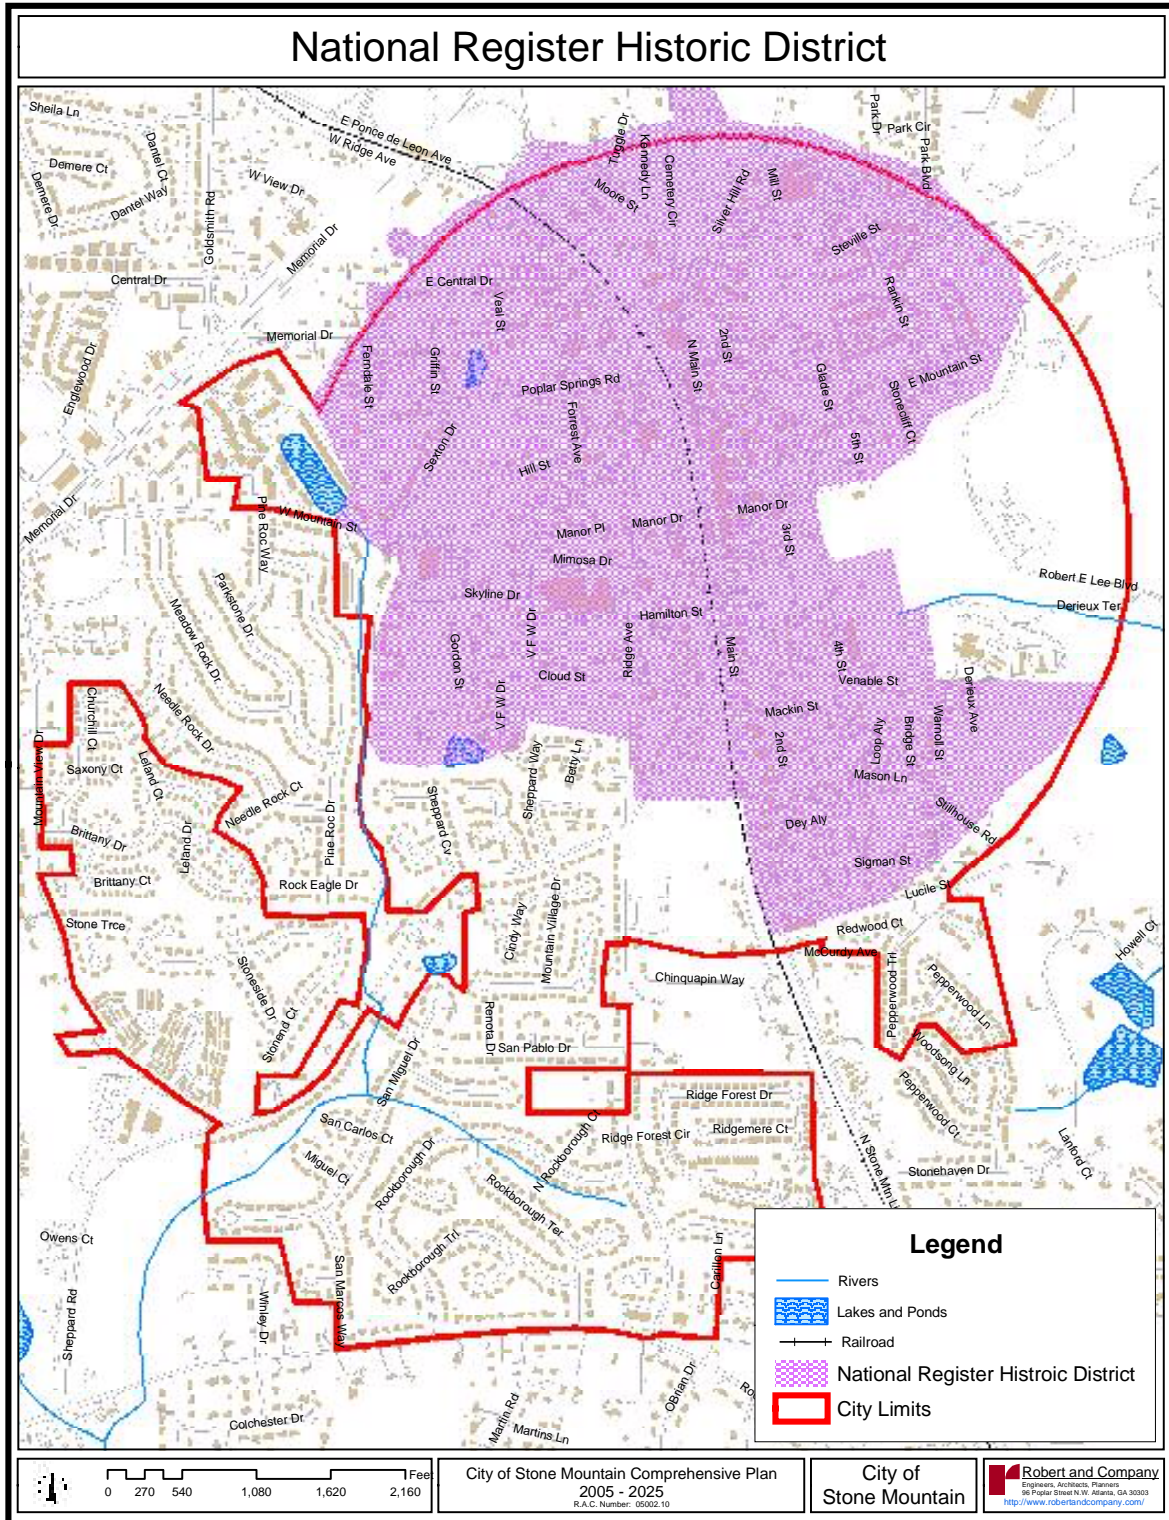 National Register Historic District
Sheila Ln
E Ponce de Leon Ave
W Ridge Ave
Park Dr
Park Cir
Park Blvd
Tuggle Dr
Kennedy Ln
Cemetery Cir
Moore St
Silver Hill Rd
Mill St
Dantel Ct
Demere Ct
Demere Dr
Dantel Way
W View Dr
Goldsmith Rd
Memorial Dr
Steville St
Central Dr
E Central Dr
Veal St
Rankin St
Memorial Dr
Englewood Dr
Ferndale St
Griffin St
N Main St
2nd St
Glade St
E Mountain St
Stonecliff Ct
Poplar Springs Rd
Forrest Ave
Sexton Dr
Hill St
5th St
Memorial Dr
Pine Roc Way
W Mountain St
Manor Pl
Manor Dr
Manor Dr
3rd St
Mimosa Dr
Robert E Lee Blvd
Derieux Ter
Parkstone Dr
Meadow Rock Dr
Skyline Dr
V F W Dr
Hamilton St
Ridge Ave
Main St
4th St
Gordon St
Cloud St
Venable St
Derieux Ave
V F W Dr
Mackin St
2nd St
Loop Aly
Bridge St
Warnoll St
Churchill Ct
Needle Rock Dr
Mountain View Dr
Saxony Ct
Leland Ct
Sheppard Way
Betty Ln
Mason Ln
Needle Rock Ct
Pine Roc Dr
Sheppard Cv
Dey Aly
Stillhouse Rd
Brittany Dr
Leland Dr
Sigman St
Brittany Ct
Rock Eagle Dr
Lucile St
Stone Trce
Cindy Way
Mountain Village Dr
Redwood Ct
McCurdy Ave
Howell Ct
Stoneside Dr
Chinquapin Way
Pepperwood Trl
Pepperwood Ln
Stonend Ct
Renota Dr
San Pablo Dr
San Miguel Dr
Woodsong Ln
Pepperwood Ct
Ridge Forest Dr
San Carlos Ct
N Rockborough Ct
Ridge Forest Cir
Ridgemere Ct
Lanford Ct
Miguel Ct
Rockborough Dr
Rockborough Ter
N Stone Mtn Li
Stonehaven Dr
Owens Ct
Rockborough Trl
Carillon Ln
Sheppard Rd
Winley Dr
San Marcos Way
OBrian Dr
Colchester Dr
Martin Rd
Martins Ln
Legend
Rivers
Lakes and Ponds
Railroad
National Register Histroic District
City Limits
Feet
0 270 540 1,080 1,620 2,160
City of Stone Mountain Comprehensive Plan
2005 - 2025
R.A.C. Number: 05002.10
City of
Stone Mountain
Robert and Company
Engineers, Architects, Planners
96 Poplar Street N.W. Atlanta, GA 30303
http://www.robertandcompany.com/